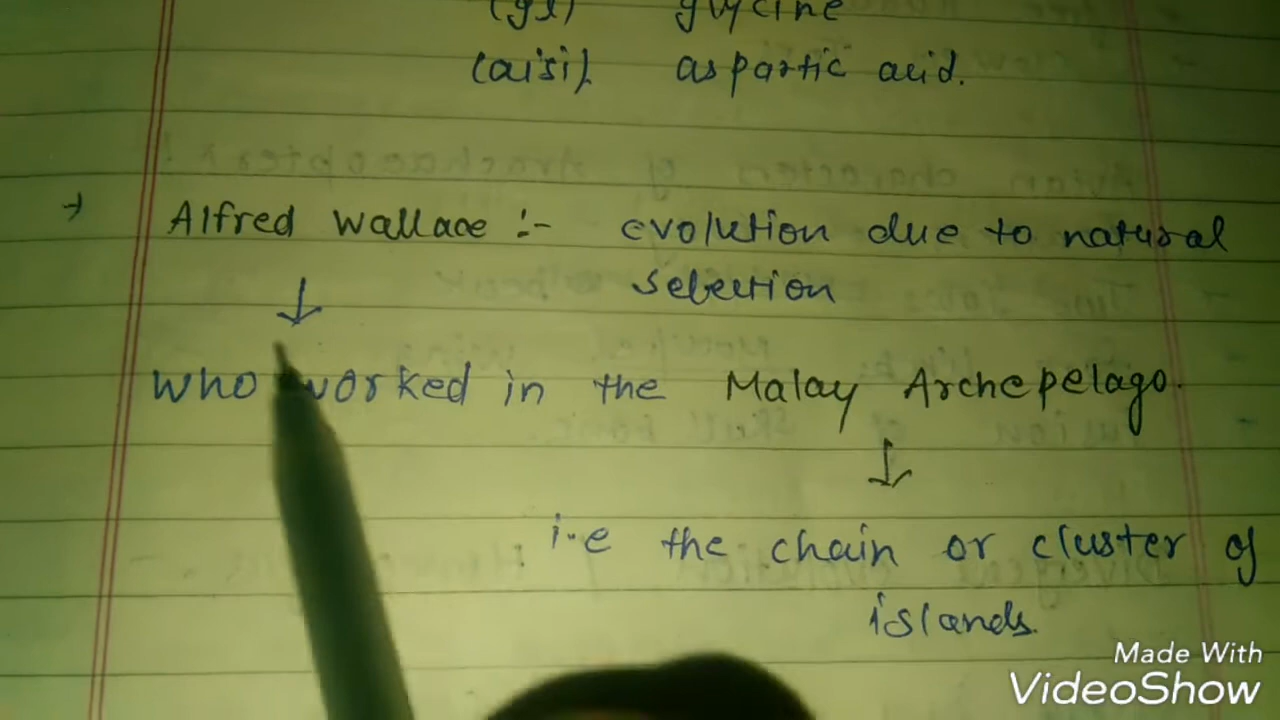 glycine
aspartic acid.
→ Alfred Wallace :- evolution due to natural
selection
↓
who worked in the Malay Archepelago.
↓
i.e the chain or cluster of
islands.
Made With
VideoShow